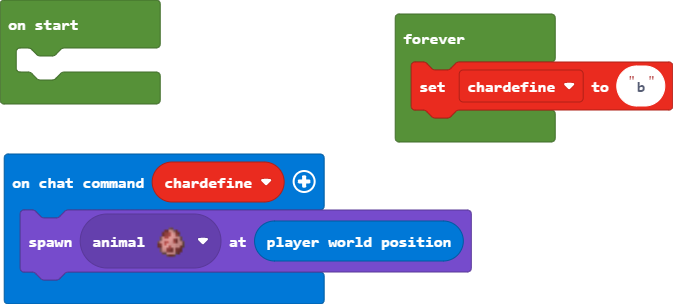 on start
forever
set chardefine to "b"
on chat command chardefine
spawn animal at player world position